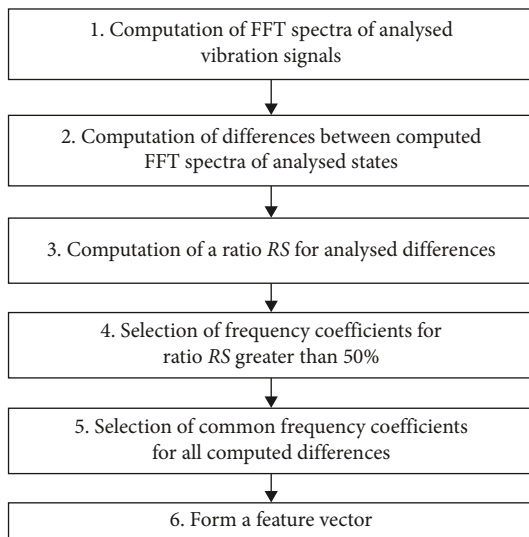 1. Computation of FFT spectra of analysed
vibration signals
2. Computation of differences between computed
FFT spectra of analysed states
3. Computation of a ratio RS for analysed differences
4. Selection of frequency coefficients for
ratio RS greater than 50%
5. Selection of common frequency coefficients
for all computed differences
6. Form a feature vector